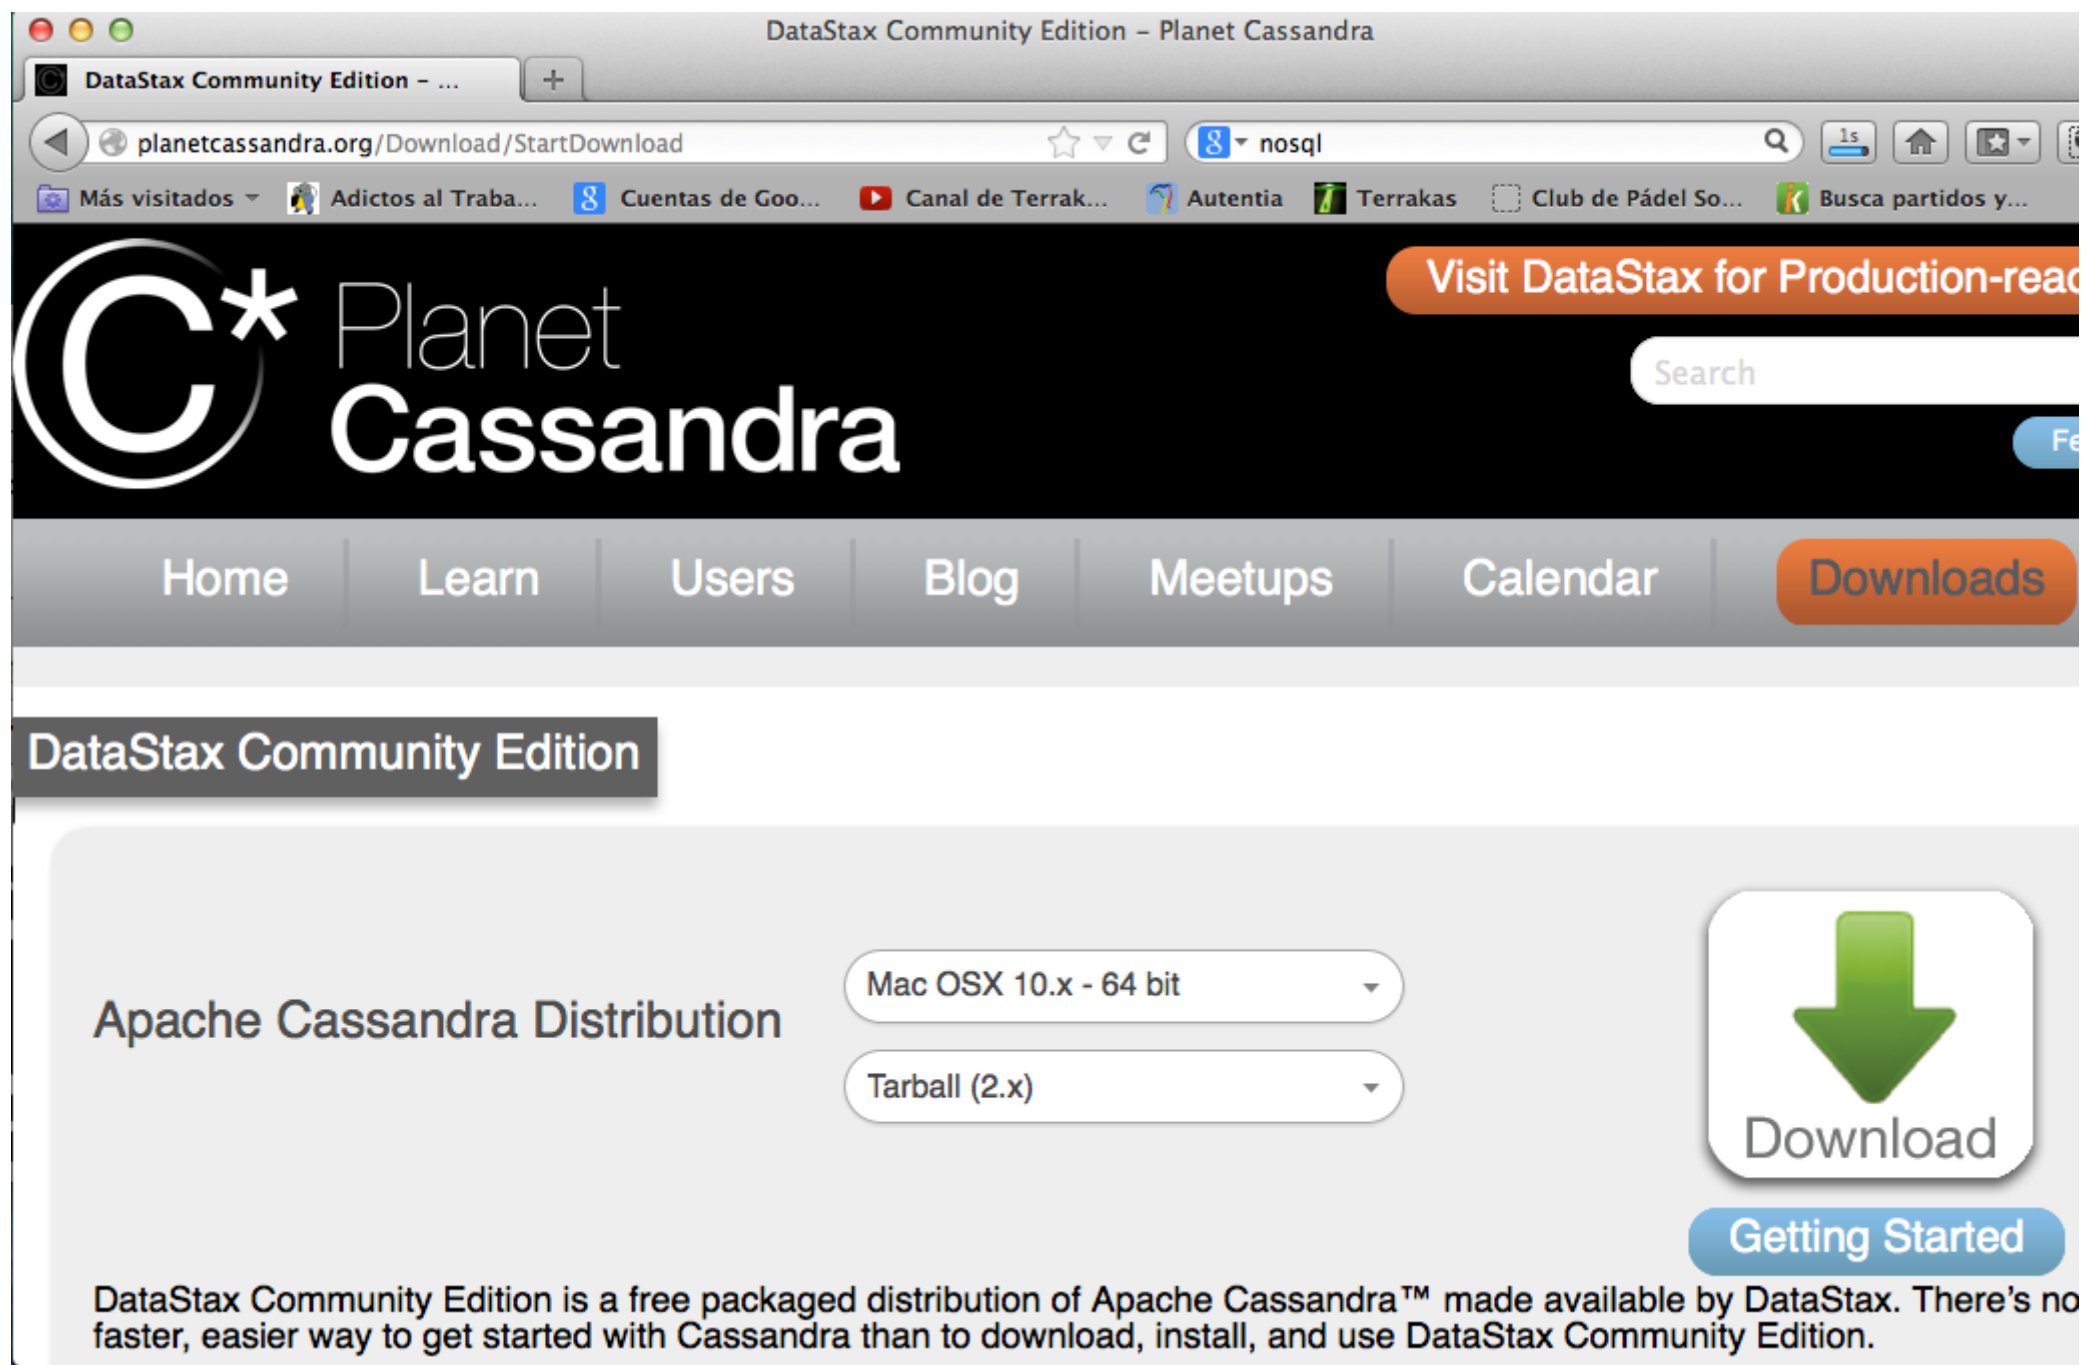 DataStax Community Edition – Planet Cassandra
DataStax Community Edition – ...
planetcassandra.org/Download/StartDownload
8 nosql
1s
Más visitados
Adictos al Traba...
8 Cuentas de Goo...
Canal de Terrak...
Autentia
Terrakas
Club de Pádel So...
Busca partidos y...
C* Planet
Cassandra
Visit DataStax for Production-read
Search
Fe
Home
Learn
Users
Blog
Meetups
Calendar
Downloads
DataStax Community Edition
Apache Cassandra Distribution
Mac OSX 10.x - 64 bit
Tarball (2.x)
Download
Getting Started
DataStax Community Edition is a free packaged distribution of Apache Cassandra™ made available by DataStax. There's no
faster, easier way to get started with Cassandra than to download, install, and use DataStax Community Edition.